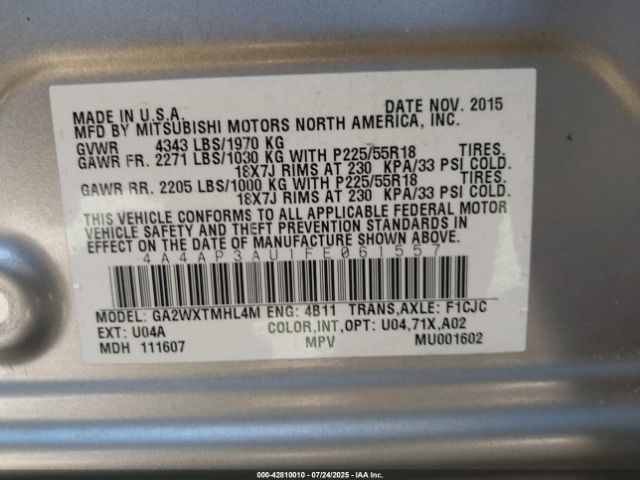 MADE IN U.S.A. DATE NOV. 2015
MFD BY MITSUBISHI MOTORS NORTH AMERICA, INC.
GVWR 4343 LBS/1970 KG
GAWR FR. 2271 LBS/1030 KG WITH P225/55R18 TIRES.
18X7J RIMS AT 230 KPA/33 PSI COLD.
GAWR RR. 2205 LBS/1000 KG WITH P225/55R18 TIRES.
18X7J RIMS AT 230 KPA/33 PSI COLD.
THIS VEHICLE CONFORMS TO ALL APPLICABLE FEDERAL MOTOR
VEHICLE SAFETY AND THEFT PREVENTION STANDARDS IN
EFFECT ON THE DATE OF MANUFACTURE SHOWN ABOVE.
4A4AP3AU1FE061557
MODEL: GA2WXTMHL4M ENG: 4B11 TRANS,AXLE: F1CJC
EXT: U04A COLOR,INT,OPT: U04,71X,A02
MDH 111607 MPV MU001602
000-42810010 - 07/24/2025 - IAA Inc.